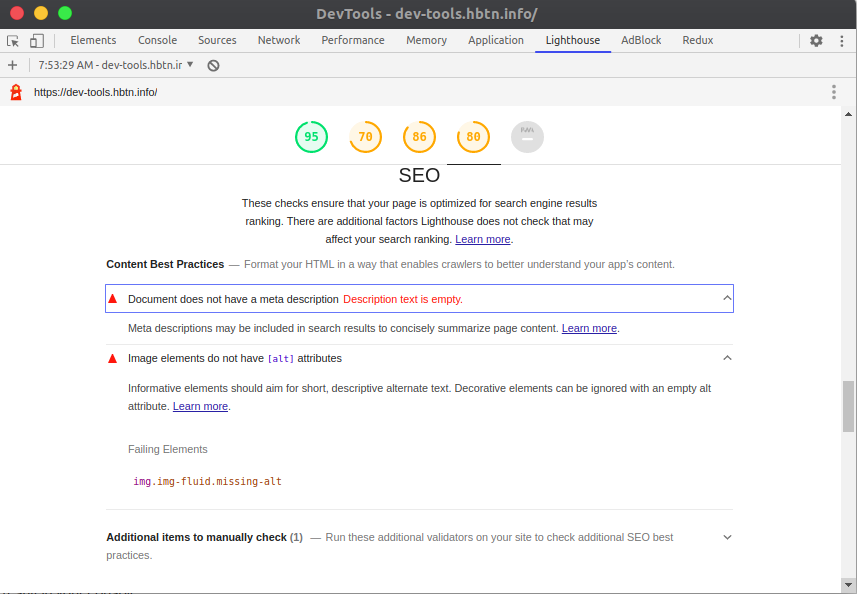 DevTools - dev-tools.hbtn.info/
Elements Console Sources Network Performance Memory Application Security Lighthouse AdBlock Redux
+ 7:53:29 AM - dev-tools.hbtn.ir
https://dev-tools.hbtn.info/
95 70 86 80 PWA
SEO
These checks ensure that your page is optimized for search engine results
ranking. There are additional factors Lighthouse does not check that may
affect your search ranking. Learn more.
Content Best Practices — Format your HTML in a way that enables crawlers to better understand your app's content.
Document does not have a meta description Description text is empty.
Meta descriptions may be included in search results to concisely summarize page content. Learn more.
Image elements do not have [alt] attributes
Informative elements should aim for short, descriptive alternate text. Decorative elements can be ignored with an empty alt
attribute. Learn more.
Failing Elements
img.img-fluid.missing-alt
Additional items to manually check (1) — Run these additional validators on your site to check additional SEO best
practices.